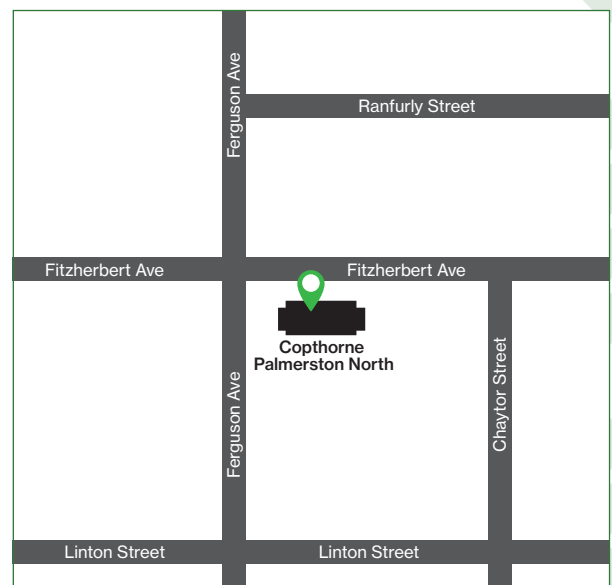 Ferguson Ave
Ranfurly Street
Fitzherbert Ave
Fitzherbert Ave
Copthorne
Palmerston North
Ferguson Ave
Chaytor Street
Linton Street
Linton Street